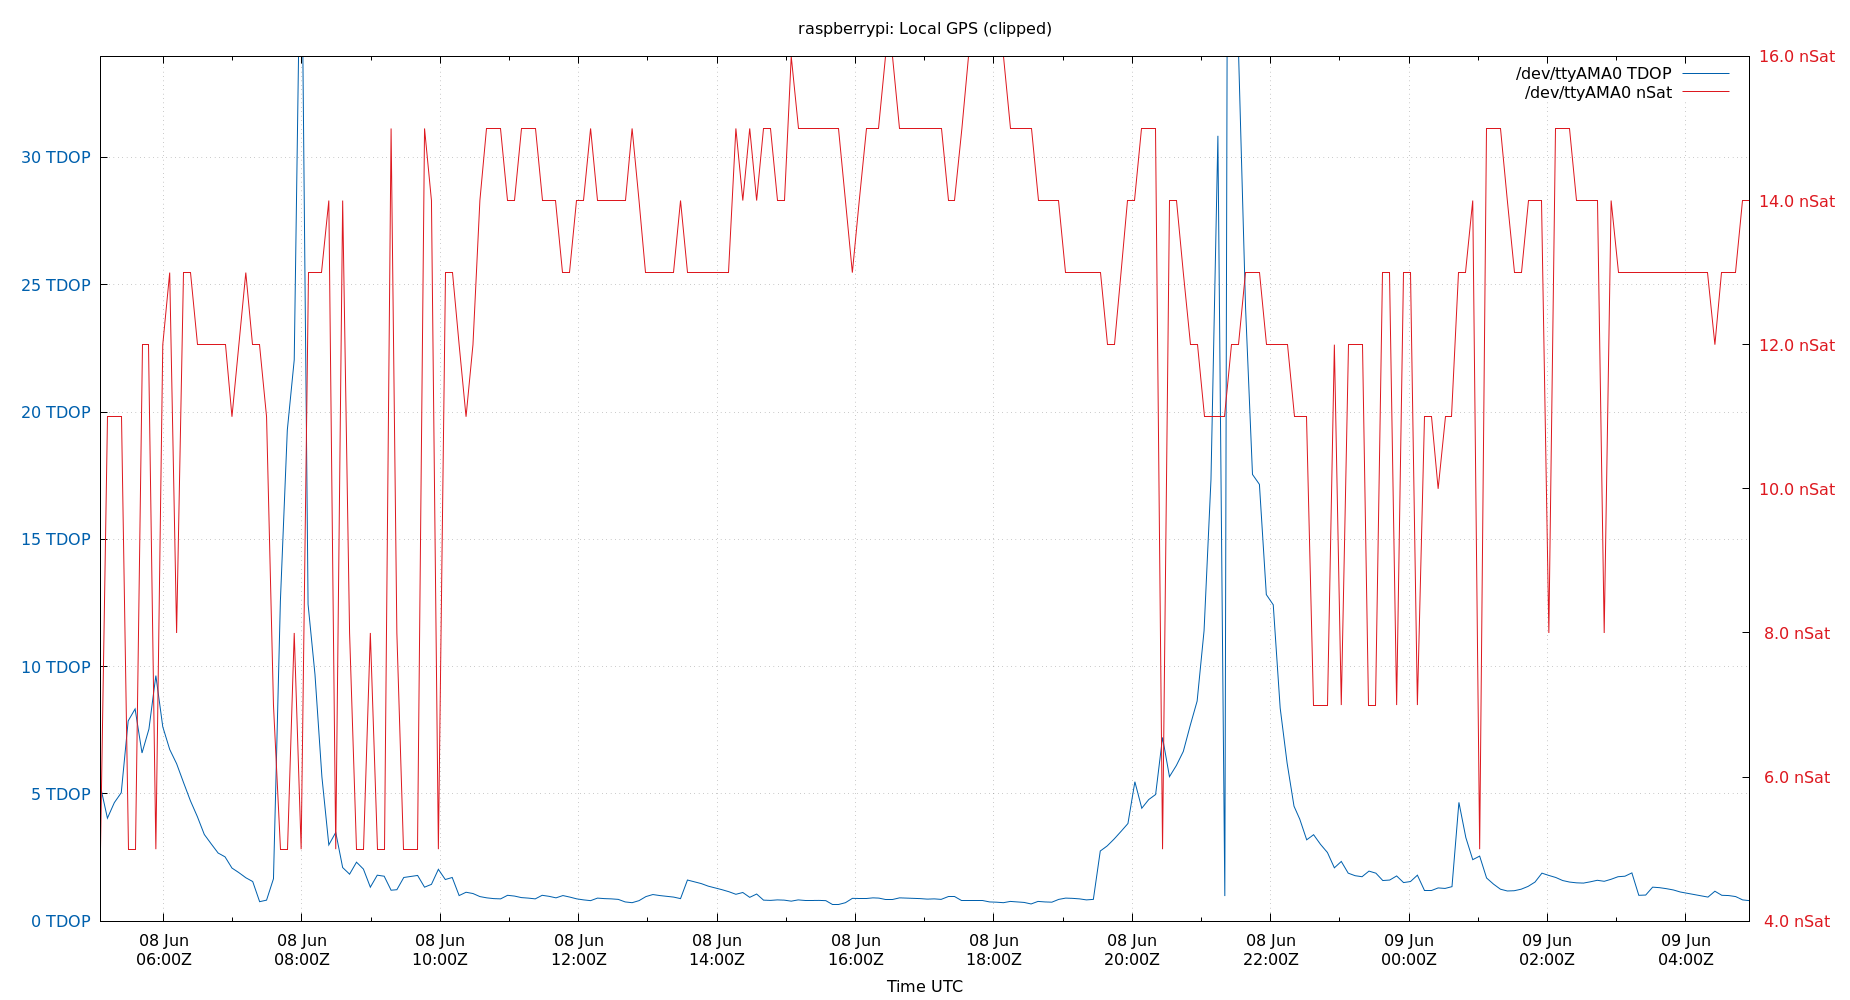 raspberrypi: Local GPS (clipped)
/dev/ttyAMA0 TDOP
/dev/ttyAMA0 nSat
30 TDOP
25 TDOP
20 TDOP
15 TDOP
10 TDOP
5 TDOP
0 TDOP
16.0 nSat
14.0 nSat
12.0 nSat
10.0 nSat
8.0 nSat
6.0 nSat
4.0 nSat
08 Jun 08 Jun 08 Jun 08 Jun 08 Jun 08 Jun 08 Jun 08 Jun 08 Jun 09 Jun 09 Jun 09 Jun
06:00Z 08:00Z 10:00Z 12:00Z 14:00Z 16:00Z 18:00Z 20:00Z 22:00Z 00:00Z 02:00Z 04:00Z
Time UTC